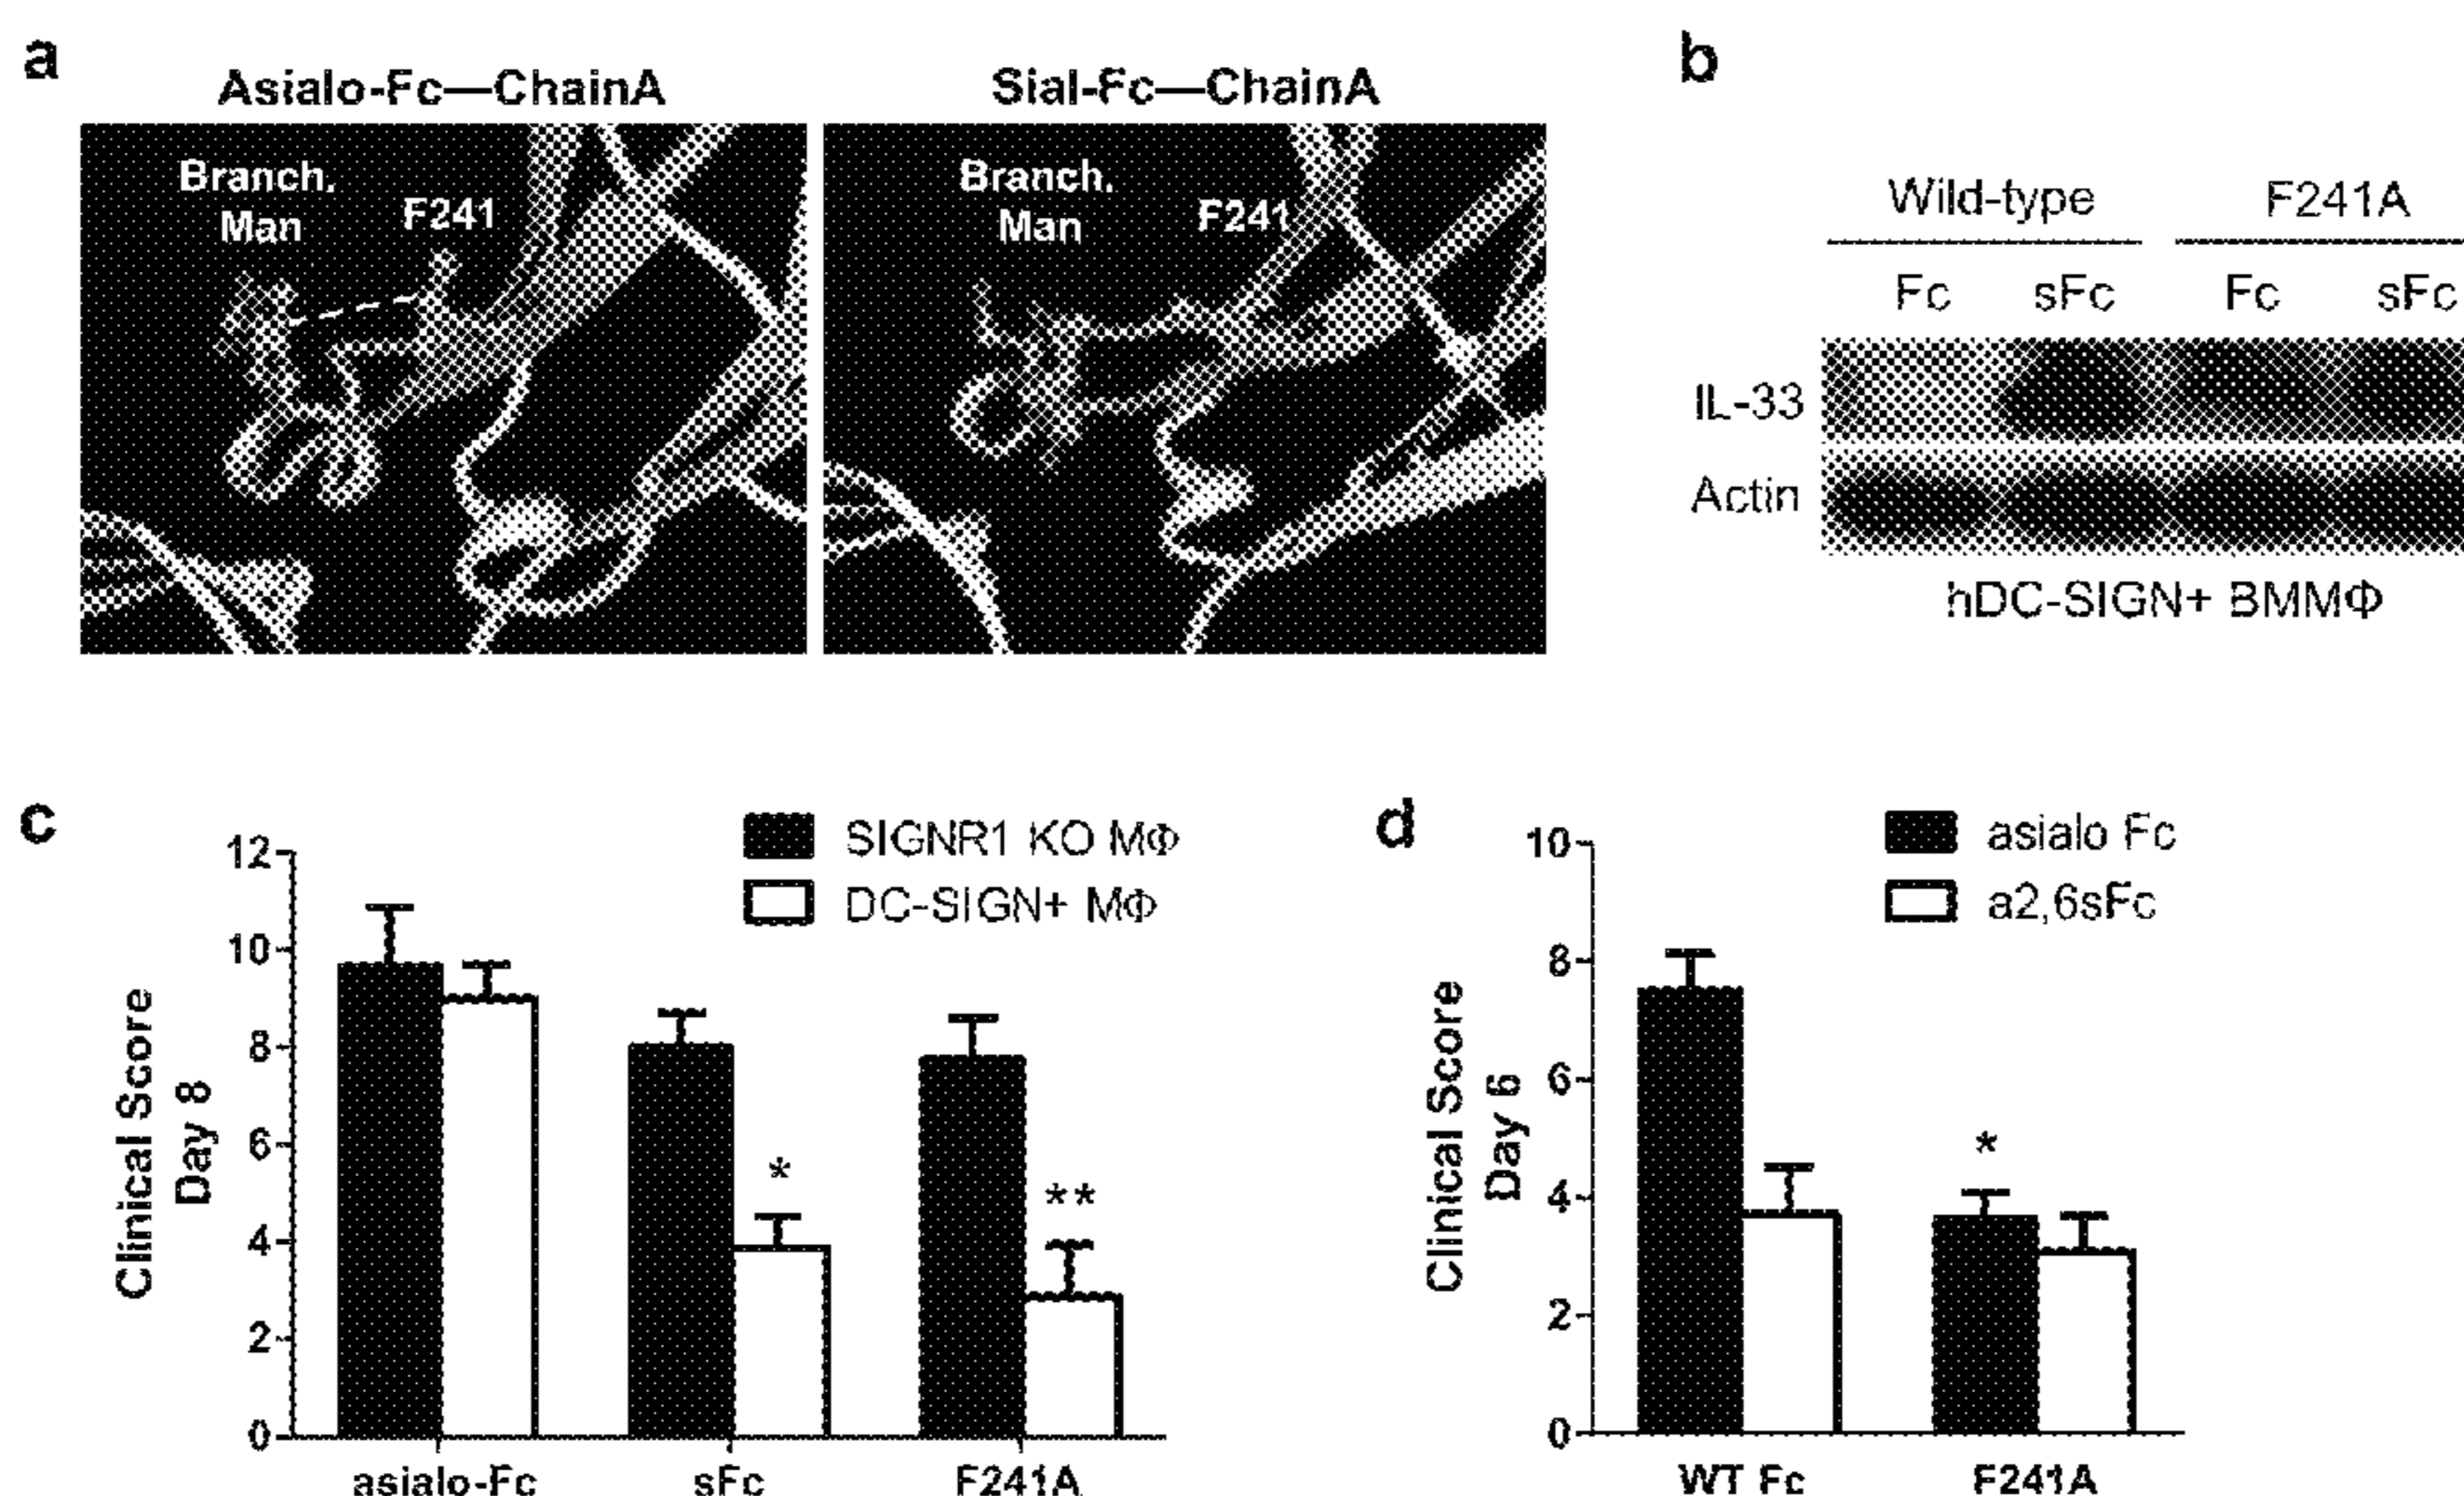 a
Asialo-Fc—ChainA
Sial-Fc—ChainA
Branch.
Man
F241
Branch.
Man
F241
b
Wild-type
F241A
Fc
sFc
Fc
sFc
IL-33
Actin
hDC-SIGN+ BMMΦ
c
SIGNR1 KO MΦ
DC-SIGN+ MΦ
Clinical Score
Day 8
12
10
8
6
4
2
0
*
**
asialo-Fc
sFc
F241A
d
asialo Fc
a2,6sFc
Clinical Score
Day 6
10
8
6
4
2
0
*
WT Fc
F241A